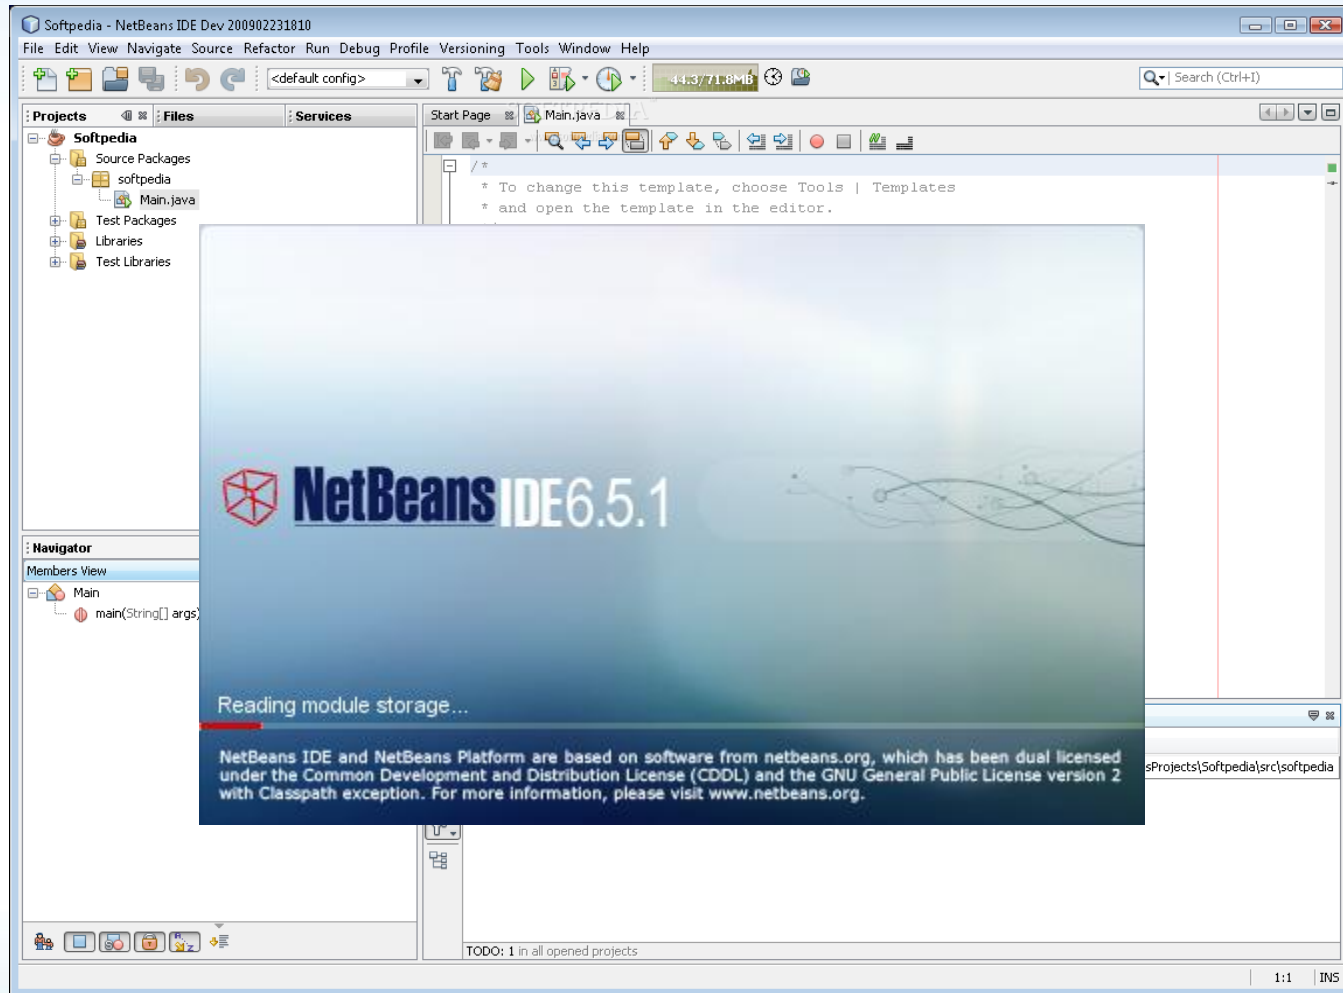 Softpedia - NetBeans IDE Dev 200902231810
File Edit View Navigate Source Refactor Run Debug Profile Versioning Tools Window Help
<default config>
44.3/71.8MB
Search (Ctrl+I)
Projects Files Services
Start Page Main.java
Softpedia
Source Packages
softpedia
Main.java
Test Packages
Libraries
Test Libraries
/*
* To change this template, choose Tools | Templates
* and open the template in the editor.
NetBeans IDE 6.5.1
Navigator
Members View
Main
main(String[] args)
Reading module storage...
NetBeans IDE and NetBeans Platform are based on software from netbeans.org, which has been dual licensed
under the Common Development and Distribution License (CDDL) and the GNU General Public License version 2
with Classpath exception. For more information, please visit www.netbeans.org.
sProjects\Softpedia\src\softpedia
TODO: 1 in all opened projects
1:1 INS